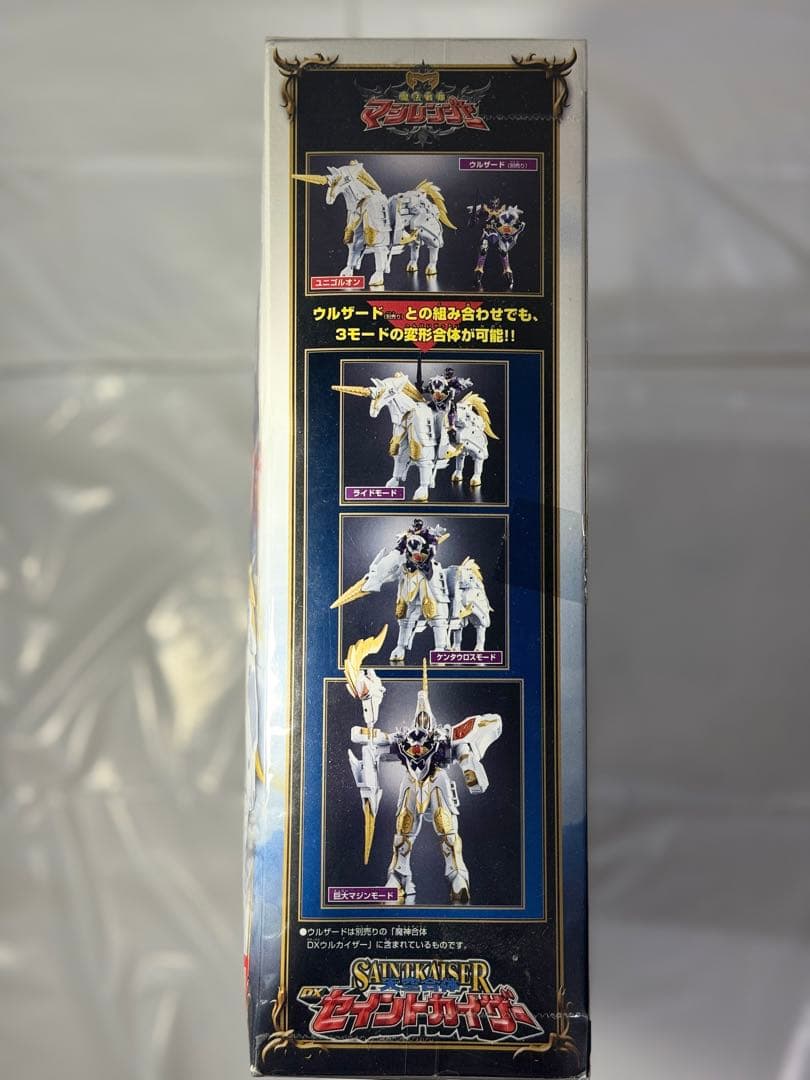 魔法戦隊
マジレンジャー
ウルザード(別売り)
ユニゴルオン
ウルザード(別売り)との組み合わせでも、
3モードの変形合体が可能!!
ライドモード
ケンタウロスモード
巨大マジンモード
●ウルザードは別売りの「魔神合体
DXウルカイザー」に含まれているものです。
SAINTKAISER
天空合体
DX
セイントカイザー